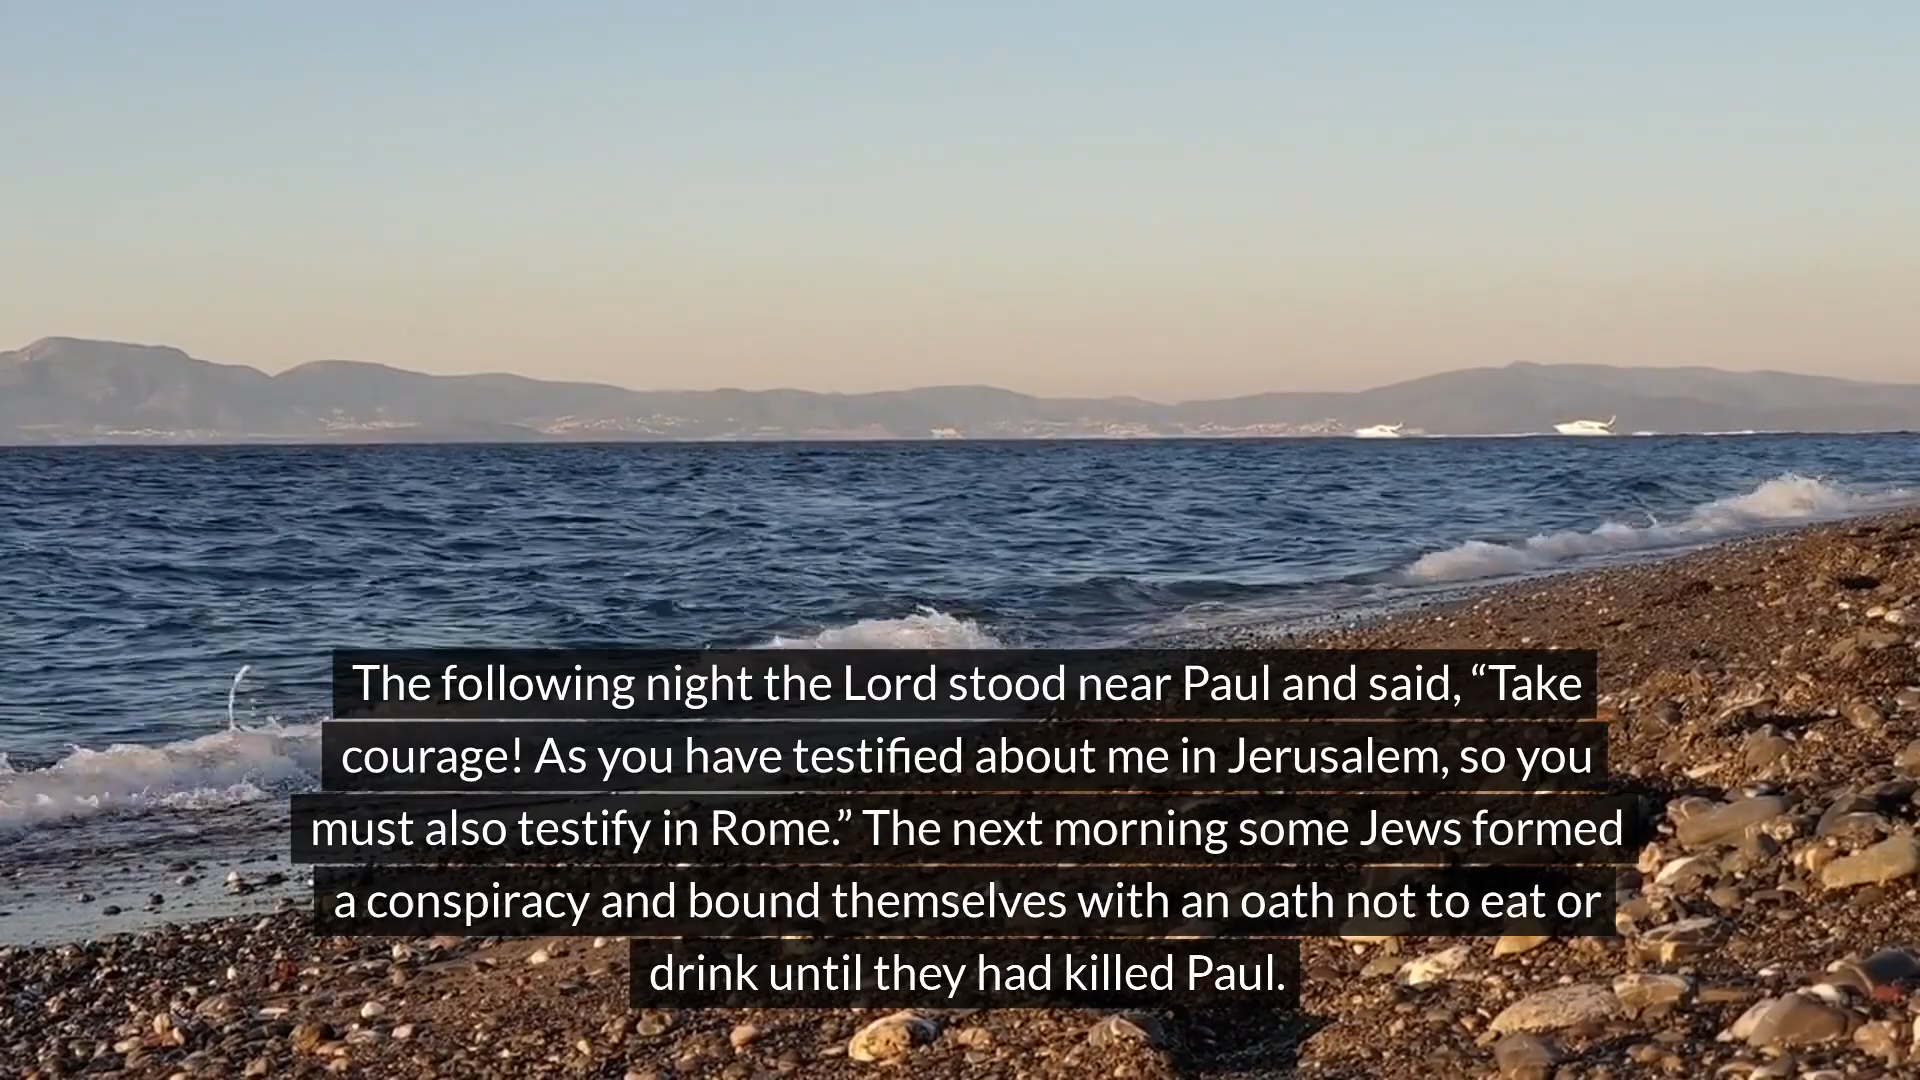 The following night the Lord stood near Paul and said, “Take
courage! As you have testified about me in Jerusalem, so you
must also testify in Rome.” The next morning some Jews formed
a conspiracy and bound themselves with an oath not to eat or
drink until they had killed Paul.